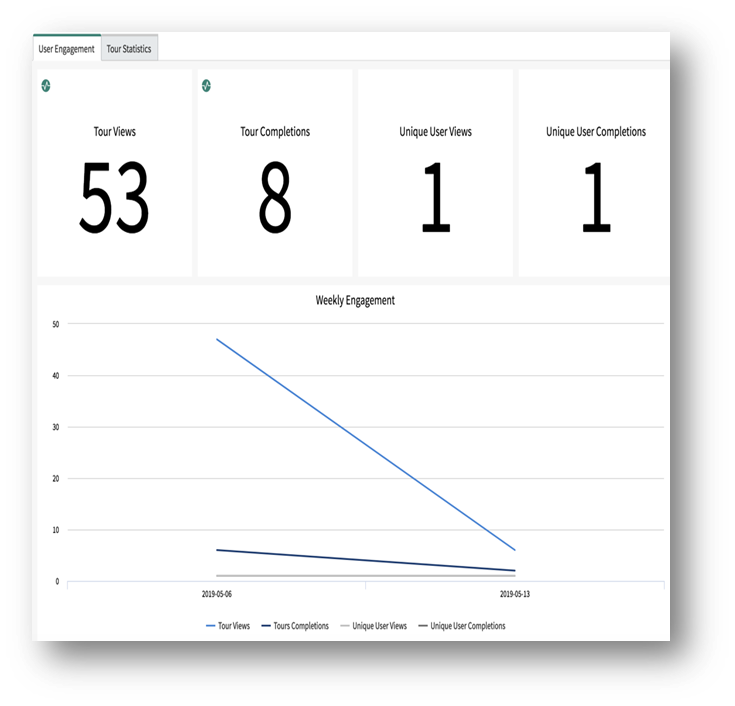 User Engagement Tour Statistics
Tour Views Tour Completions Unique User Views Unique User Completions
53 8 1 1
Weekly Engagement
50
40
30
20
10
0
2019-05-06 2019-05-13
Tour Views Tours Completions Unique User Views Unique User Completions